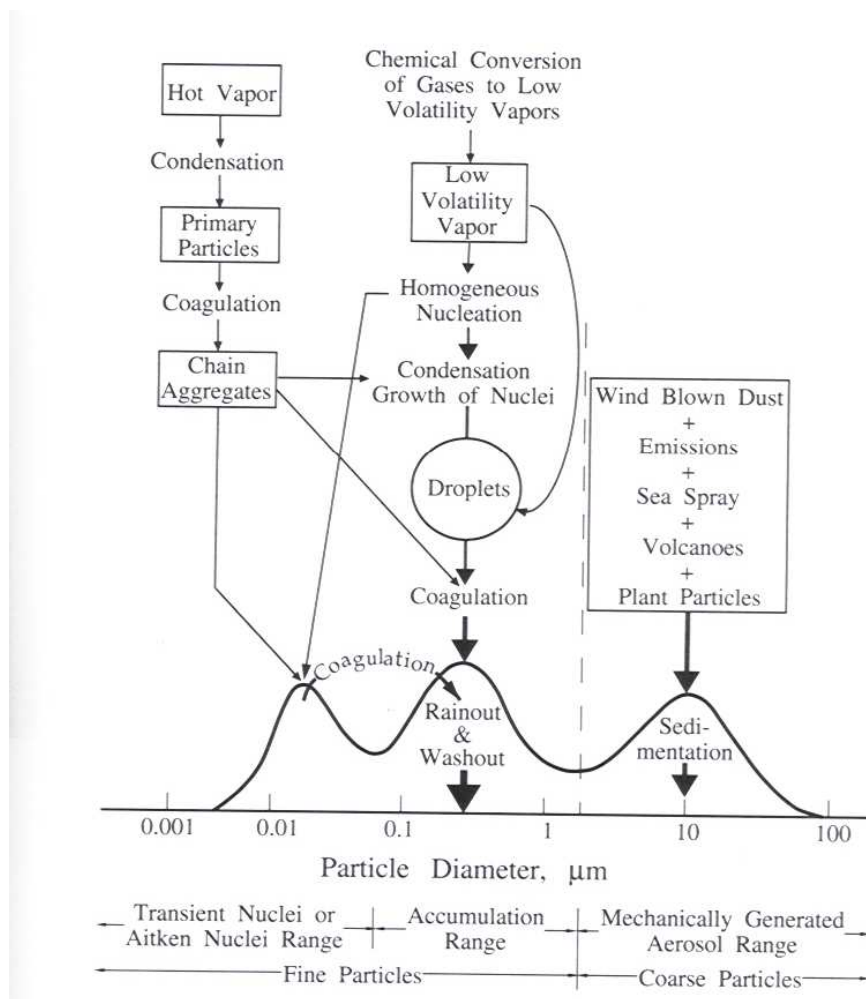 Hot Vapor
Condensation
Primary
Particles
Coagulation
Chain
Aggregates
Chemical Conversion
of Gases to Low
Volatility Vapors
Low
Volatility
Vapor
Homogeneous
Nucleation
Condensation
Growth of Nuclei
Droplets
Coagulation
Coagulation
Rainout
&
Washout
Wind Blown Dust
+
Emissions
+
Sea Spray
+
Volcanoes
+
Plant Particles
Sedi-
mentation
0.001 0.01 0.1 1 10 100
Particle Diameter, μm
Transient Nuclei or
Aitken Nuclei Range
Accumulation
Range
Mechanically Generated
Aerosol Range
Fine Particles
Coarse Particles